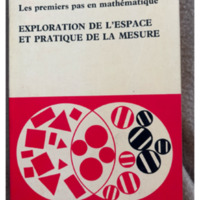 Les premiers pas en mathématique
EXPLORATION DE L'ESPACE
ET PRATIQUE DE LA MESURE